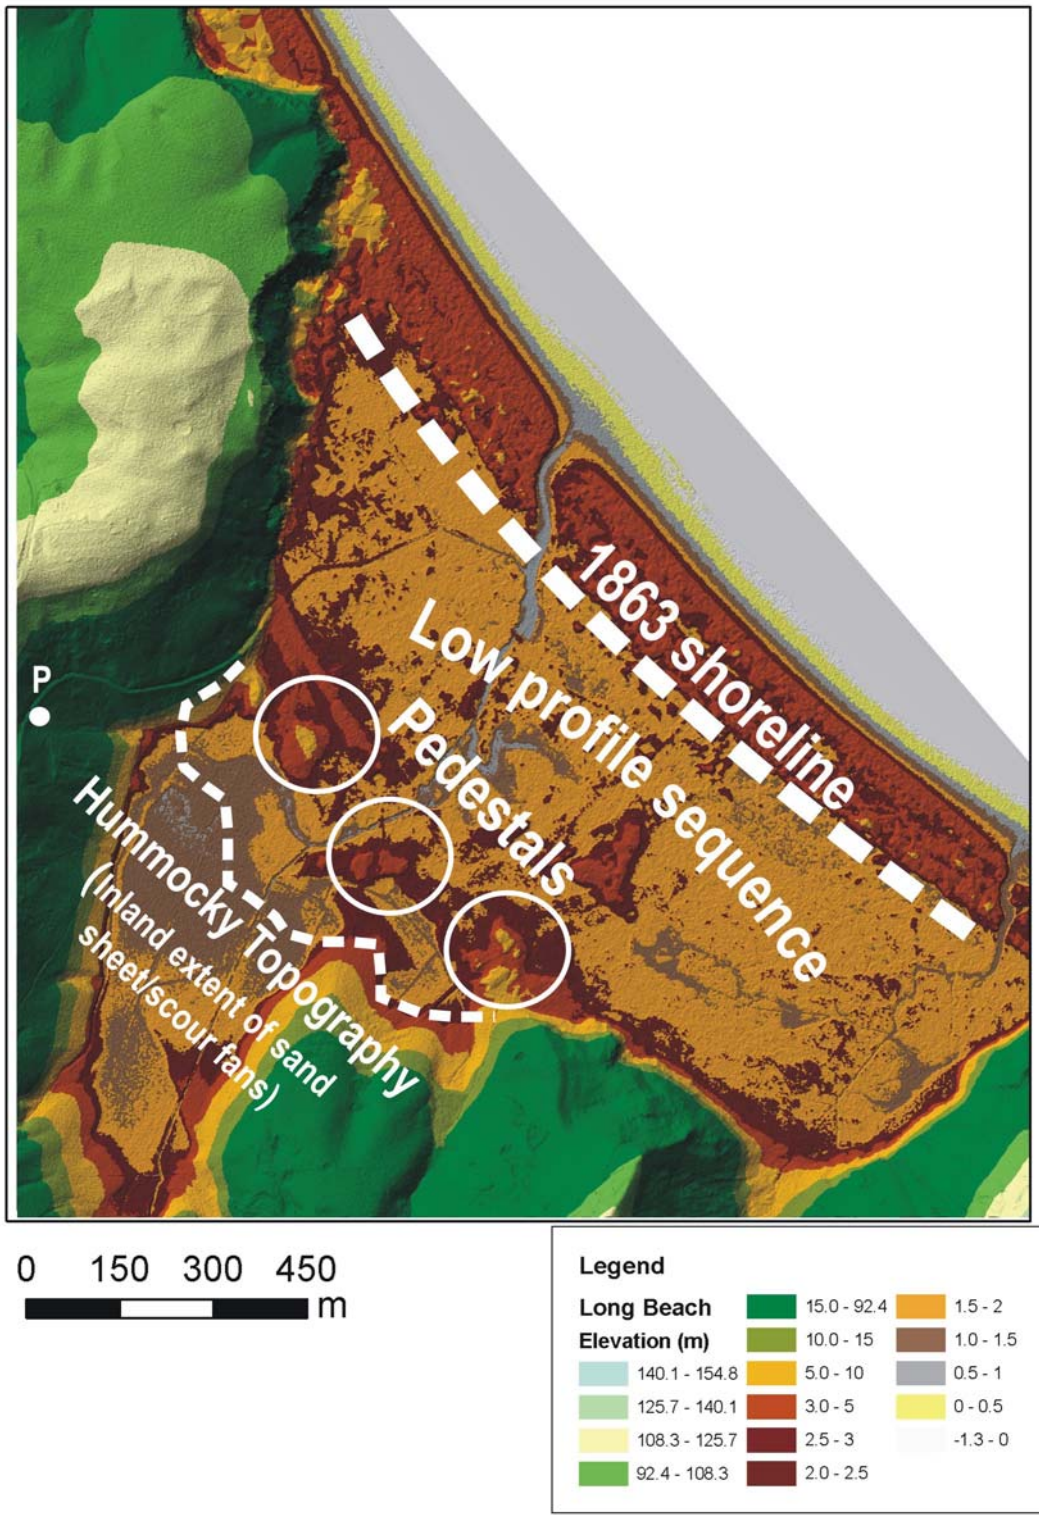 1863 shoreline
Low profile sequence
Pedestals
P
Hummocky Topography
(Inland extent of sand
sheet/scour fans)
0 150 300 450
m
Legend
Long Beach
Elevation (m)
140.1 - 154.8
125.7 - 140.1
108.3 - 125.7
92.4 - 108.3
15.0 - 92.4
10.0 - 15
5.0 - 10
3.0 - 5
2.5 - 3
2.0 - 2.5
1.5 - 2
1.0 - 1.5
0.5 - 1
0 - 0.5
-1.3 - 0